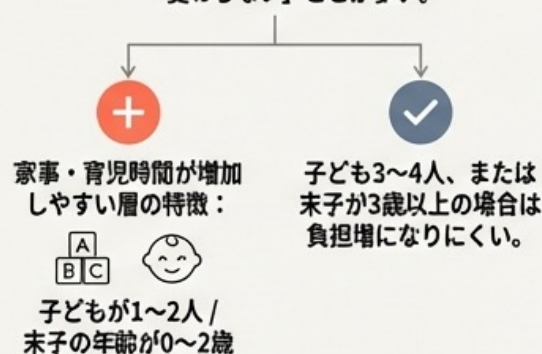 家事・育児時間が増加
しやすい層の特徴：
A
B C
子どもが1〜2人 /
末子の年齢が0〜2歳
子ども3〜4人、または
末子が3歳以上の場合は
負担増になりにくい。